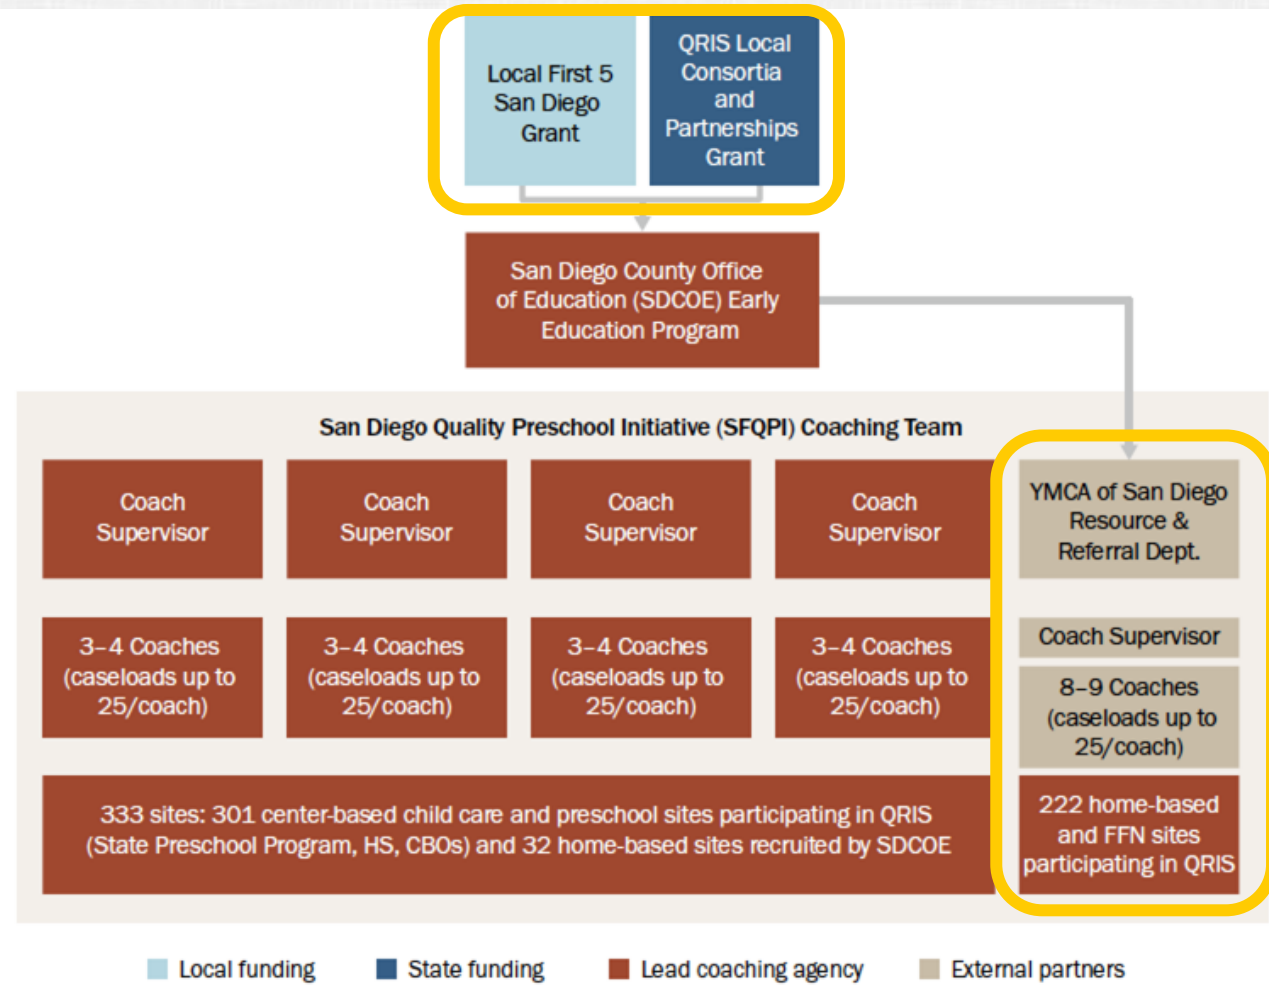 Local First 5
San Diego
Grant
QRIS Local
Consortia
and
Partnerships
Grant
San Diego County Office
of Education (SDCOE) Early
Education Program
San Diego Quality Preschool Initiative (SFQPI) Coaching Team
Coach
Supervisor
Coach
Supervisor
Coach
Supervisor
Coach
Supervisor
YMCA of San Diego
Resource &
Referral Dept.
3–4 Coaches
(caseloads up to
25/coach)
3–4 Coaches
(caseloads up to
25/coach)
3–4 Coaches
(caseloads up to
25/coach)
3–4 Coaches
(caseloads up to
25/coach)
Coach Supervisor
8–9 Coaches
(caseloads up to
25/coach)
333 sites: 301 center-based child care and preschool sites participating in QRIS
(State Preschool Program, HS, CBOs) and 32 home-based sites recruited by SDCOE
222 home-based
and FFN sites
participating in QRIS
Local funding
State funding
Lead coaching agency
External partners